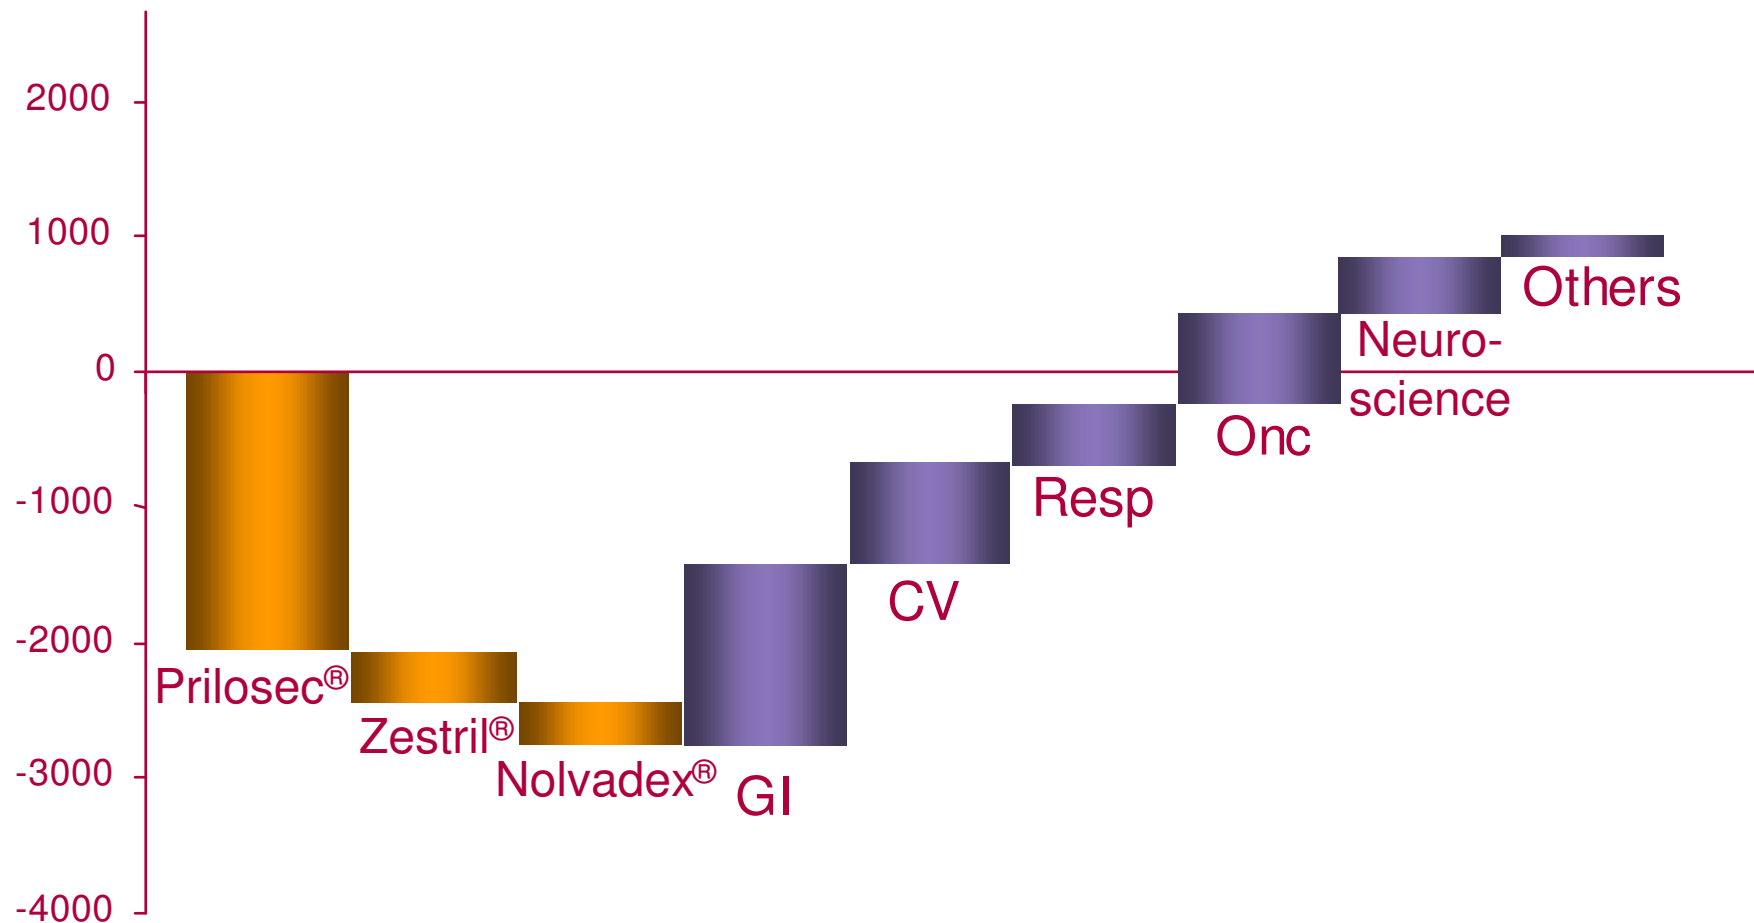 2000
1000
0
-1000
-2000
-3000
-4000
Prilosec®
Zestril®
Nolvadex®
GI
CV
Resp
Onc
Neuro-
science
Others